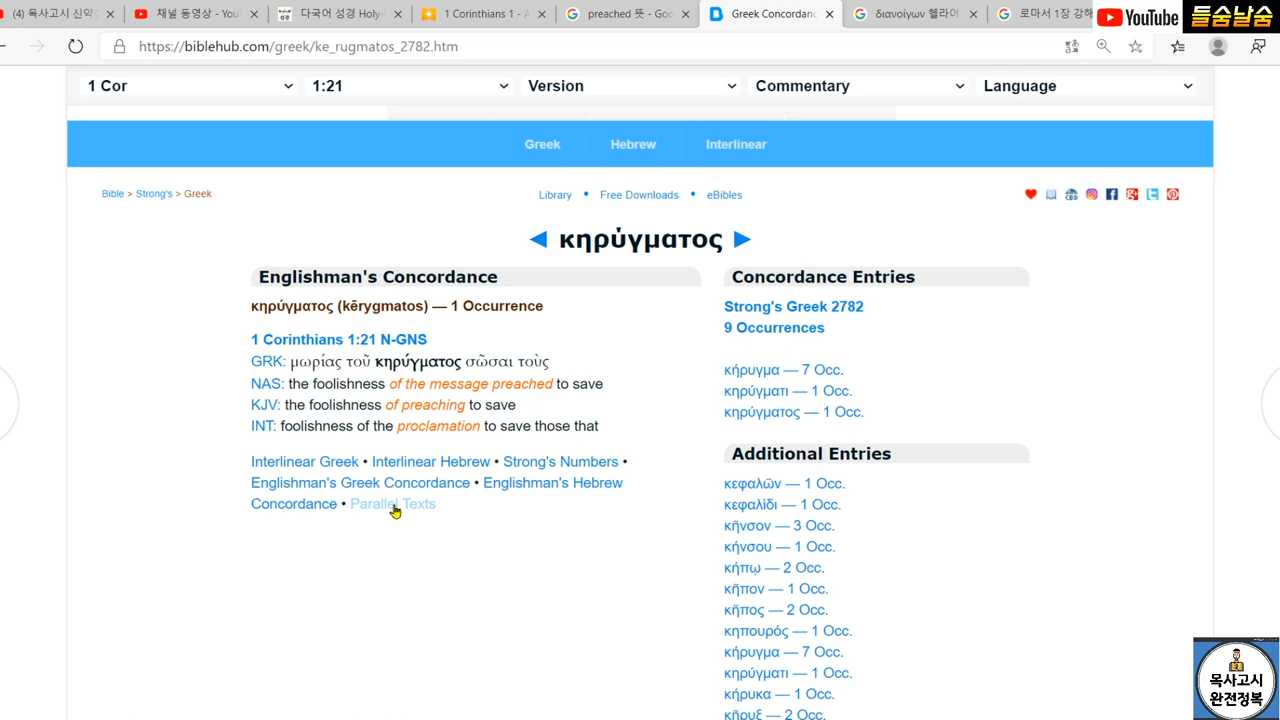 (4) 목사고시 신약
채널 동영상 - You
다국어 성경 Holy-
1 Corinthians 1
preached 뜻 - Goo
Greek Concordanc
διανοίγων 헬라어
로마서 1장 강해
YouTube
들숨날숨
https://biblehub.com/greek/ke_rugmatos_2782.htm
1 Cor
1:21
Version
Commentary
Language
Greek
Hebrew
Interlinear
Bible > Strong's > Greek
Library • Free Downloads • eBibles
◄ κηρύγματος ►
Englishman's Concordance
κηρύγματος (kērygmatos) — 1 Occurrence
1 Corinthians 1:21 N-GNS
GRK: μωρίας τοῦ κηρύγματος σῶσαι τοὺς
NAS: the foolishness of the message preached to save
KJV: the foolishness of preaching to save
INT: foolishness of the proclamation to save those that
Interlinear Greek • Interlinear Hebrew • Strong's Numbers •
Englishman's Greek Concordance • Englishman's Hebrew
Concordance • Parallel Texts
Concordance Entries
Strong's Greek 2782
9 Occurrences
κήρυγμα — 7 Occ.
κηρύγματι — 1 Occ.
κηρύγματος — 1 Occ.
Additional Entries
κεφαλῶν — 1 Occ.
κεφαλίδι — 1 Occ.
κῆνσον — 3 Occ.
κήνσου — 1 Occ.
κήπῳ — 2 Occ.
κῆπον — 1 Occ.
κῆπος — 2 Occ.
κηπουρός — 1 Occ.
κήρυγμα — 7 Occ.
κηρύγματι — 1 Occ.
κήρυκα — 1 Occ.
κῆρυξ — 2 Occ.
목사고시
완전정복